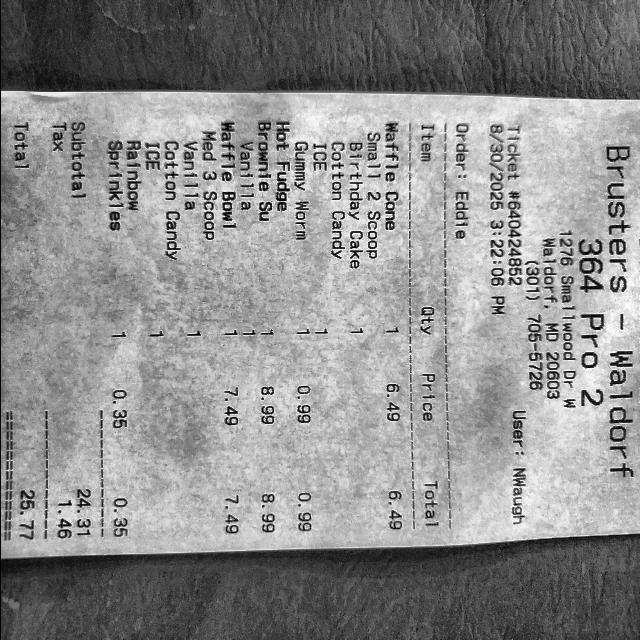 Brusters - Waldorf
364 Pro 2
1276 Smallwood Dr W
Waldorf, MD 20603
(301) 705-5726
Ticket #640424852 User: NWaugh
8/30/2025 3:22:06 PM
Order: Eddie
Item Qty Price Total
Waffle Cone 1 6.49 6.49
Small 2 Scoop
Birthday Cake 1
Cotton Candy
ICE 1
Gummy Worm 1 0.99 0.99
Hot Fudge
Brownie Su 1 8.99 8.99
Vanilla 1
Waffle Bowl 1 7.49 7.49
Med 3 Scoop
Vanilla 1
Cotton Candy
ICE 1
Rainbow
Sprinkles 1 0.35 0.35
Subtotal 24.31
Tax 1.46
Total 25.77